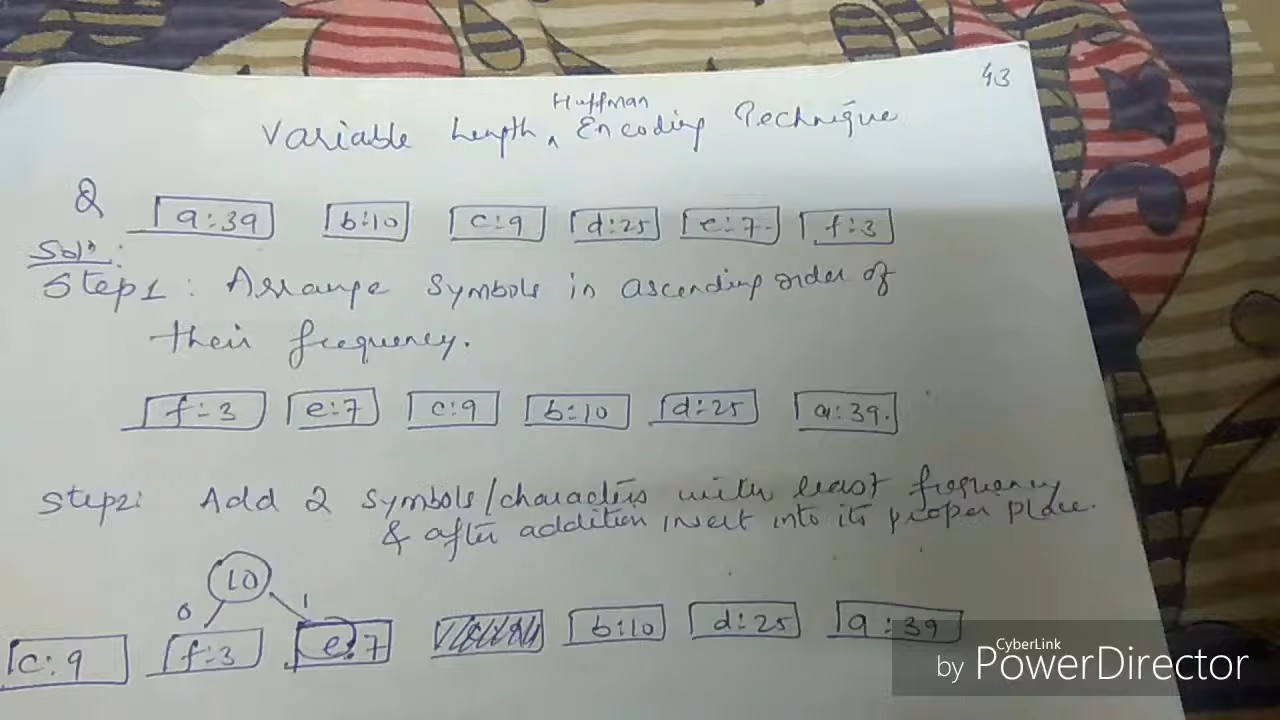 43
Variable Length ^ Huffman Encoding Technique
Q a:39 b:10 c:9 d:25 e:7 f:3
Soln:
Step1: Arrange symbols in ascending order of
their frequency.
f:3 e:7 c:9 b:10 d:25 a:39
Step2: Add 2 symbols/characters with least frequency
& after addition insert into its proper place.
10
0 1
c:9 f:3 e:7 b:10 d:25 a:39
CyberLink
by PowerDirector